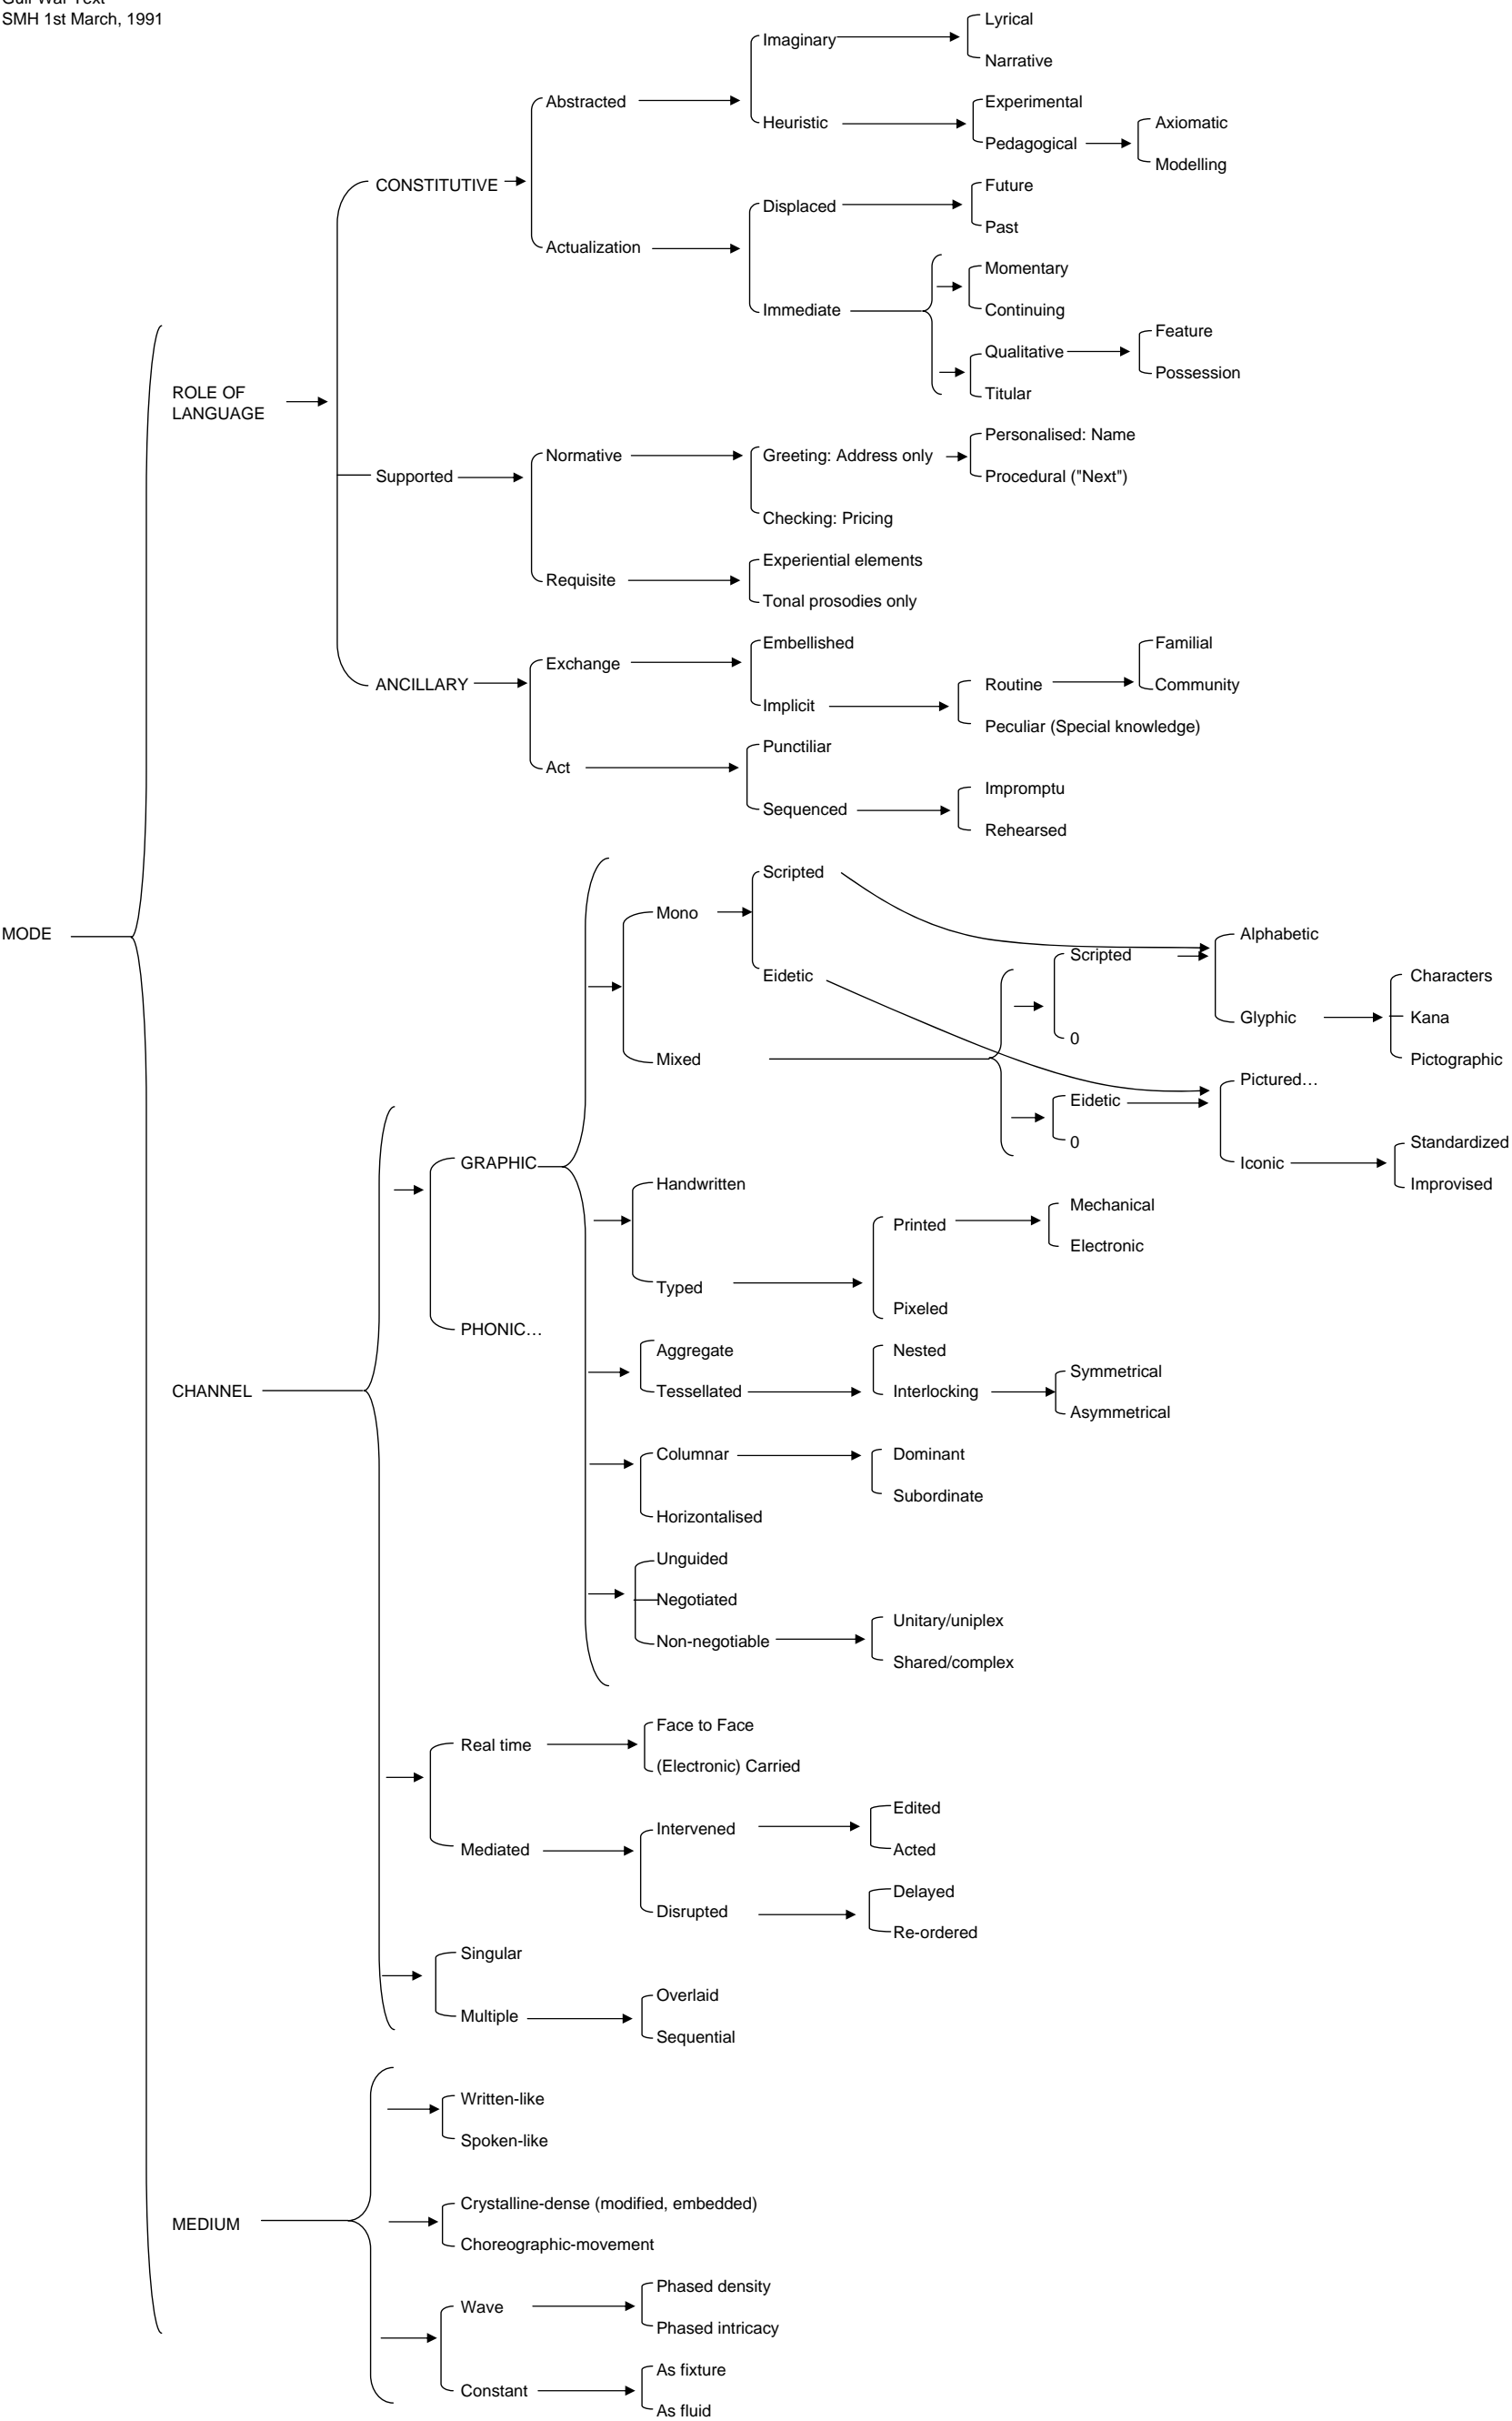 Gulf War Text
SMH 1st March, 1991
Lyrical
Imaginary
Narrative
Abstracted
Experimental
Heuristic
Axiomatic
Pedagogical
Modelling
CONSTITUTIVE
Future
Displaced
Past
Actualization
Momentary
Immediate
Continuing
Feature
Qualitative
Possession
Titular
ROLE OF
LANGUAGE
Personalised: Name
Normative
Greeting: Address only
Supported
Procedural ("Next")
Checking: Pricing
Experiential elements
Requisite
Tonal prosodies only
Embellished
Familial
Exchange
ANCILLARY
Routine
Community
Implicit
Peculiar (Special knowledge)
Punctiliar
Act
Impromptu
Sequenced
Rehearsed
Scripted
Mono
MODE
Alphabetic
Scripted
Eidetic
Characters
Glyphic
Kana
0
Mixed
Pictographic
Pictured…
Eidetic
0
Standardized
GRAPHIC
Iconic
Handwritten
Improvised
Mechanical
Printed
Electronic
Typed
Pixeled
PHONIC…
Aggregate
Nested
Symmetrical
CHANNEL
Tessellated
Interlocking
Asymmetrical
Columnar
Dominant
Subordinate
Horizontalised
Unguided
Negotiated
Unitary/uniplex
Non-negotiable
Shared/complex
Face to Face
Real time
(Electronic) Carried
Edited
Intervened
Mediated
Acted
Delayed
Disrupted
Re-ordered
Singular
Overlaid
Multiple
Sequential
Written-like
Spoken-like
Crystalline-dense (modified, embedded)
MEDIUM
Choreographic-movement
Phased density
Wave
Phased intricacy
As fixture
Constant
As fluid